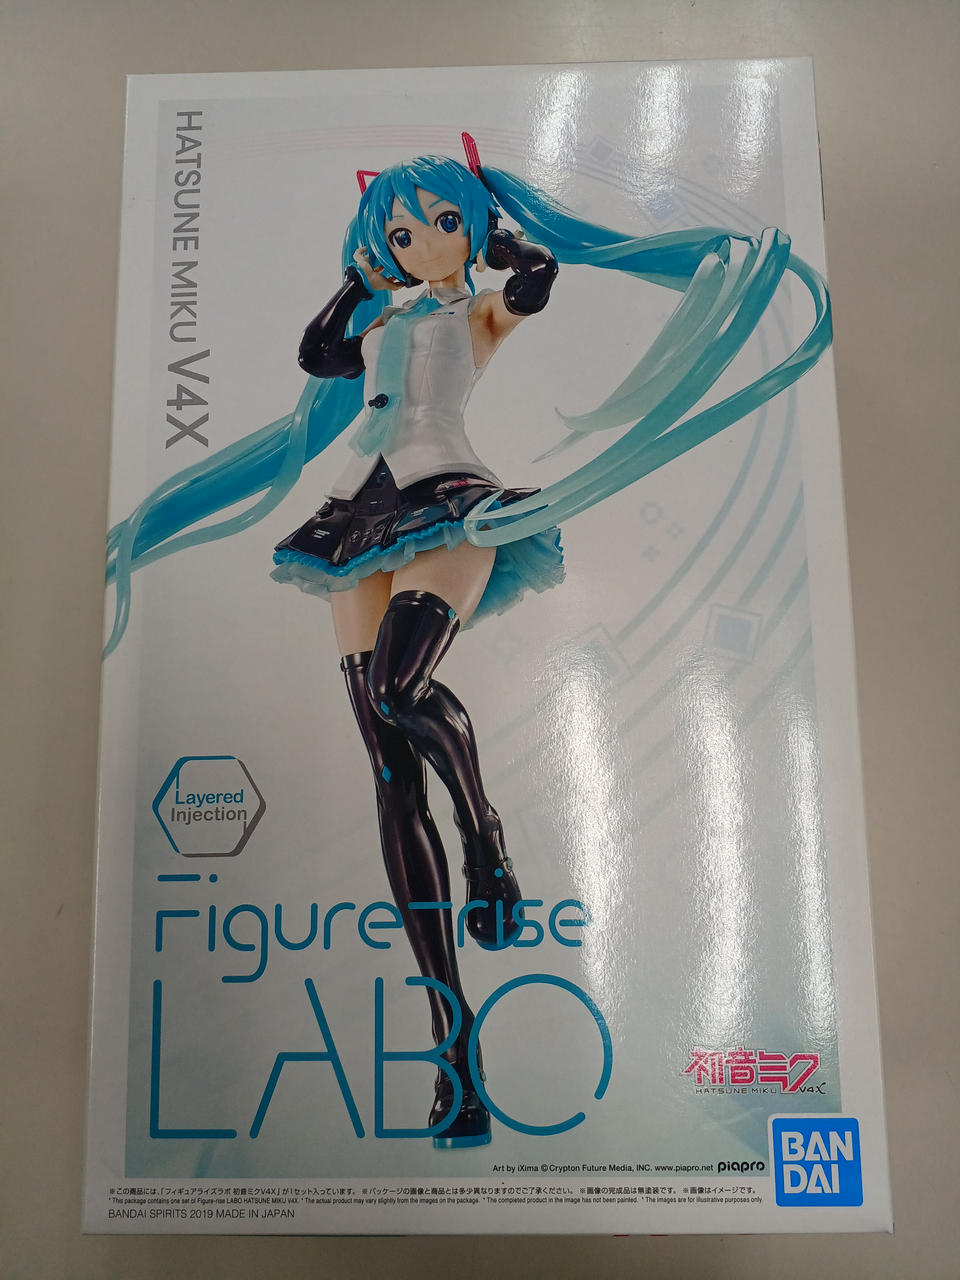 HATSUNE MIKU V4X
Layered
Injection
Figure-rise
LABO
初音ミク
HATSUNE MIKU V4X
Art by iXima © Crypton Future Media, INC. www.piapro.net piapro
BAN
DAI
※この商品には、「フィギュアライズラボ 初音ミクV4X」が1セット入っています。 ※パッケージの画像と商品とは多少異なりますのでご了承ください。 ※画像の完成品は無塗装です。 ※画像はイメージです。
* This package contains one set of Figure-rise LABO HATSUNE MIKU V4X. * The actual product may vary slightly from the images on the package. * The completed product in the image has not been painted. * The images are for illustrative purposes only.
BANDAI SPIRITS 2019 MADE IN JAPAN